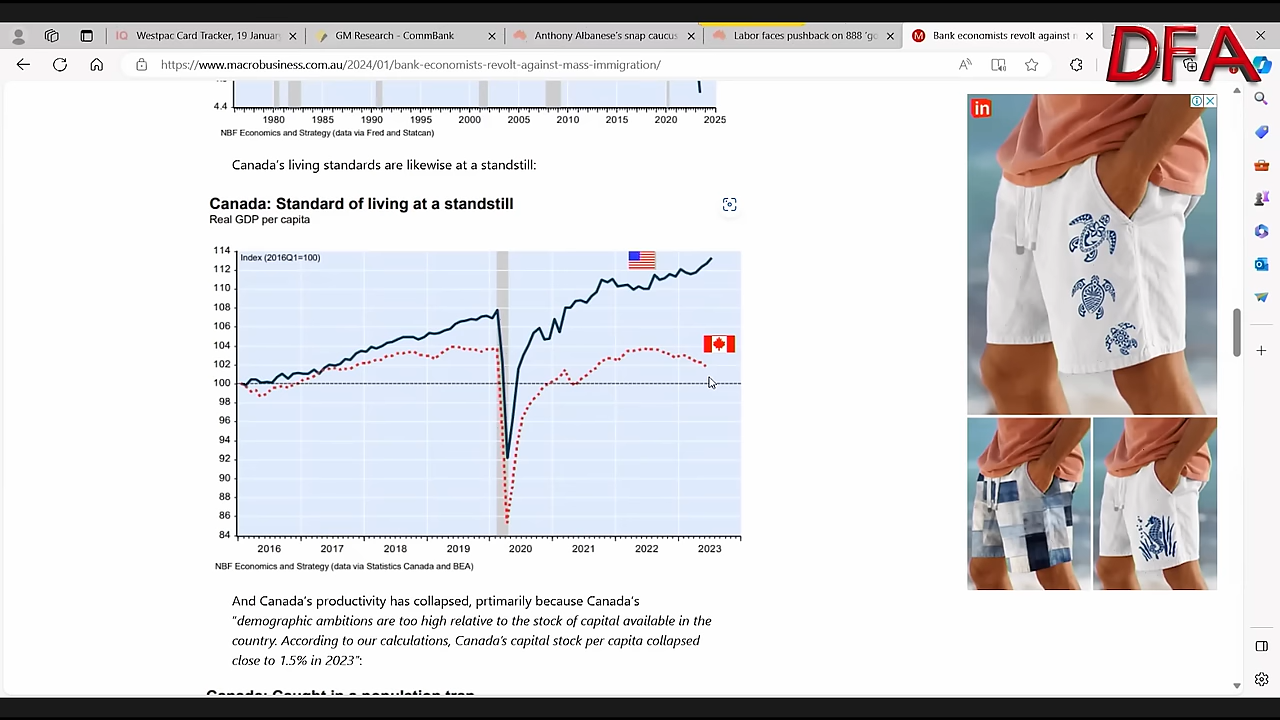 IQ Westpac Card Tracker, 19 Januar
GM Research - CommBank
Anthony Albanese's snap caucus
Labor faces pushback on 888 'go
M Bank economists revolt against m
DFA
https://www.macrobusiness.com.au/2024/01/bank-economists-revolt-against-mass-immigration/
4.4
1980 1985 1990 1995 2000 2005 2010 2015 2020 2025
NBF Economics and Strategy (data via Fred and Statcan)
Canada's living standards are likewise at a standstill:
Canada: Standard of living at a standstill
Real GDP per capita
Index (2016Q1=100)
114
112
110
108
106
104
102
100
98
96
94
92
90
88
86
84
2016 2017 2018 2019 2020 2021 2022 2023
NBF Economics and Strategy (data via Statistics Canada and BEA)
And Canada's productivity has collapsed, prtimarily because Canada's
"demographic ambitions are too high relative to the stock of capital available in the
country. According to our calculations, Canada's capital stock per capita collapsed
close to 1.5% in 2023":
Canada: Caught in a population trap
in